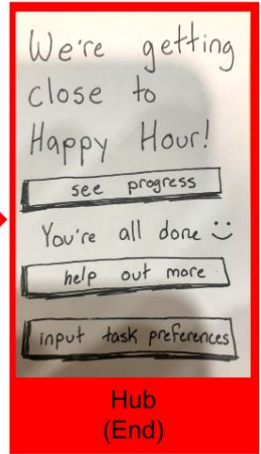 We're getting
close to
Happy Hour!
see progress
You're all done
help out more
input task preferences
Hub
(End)